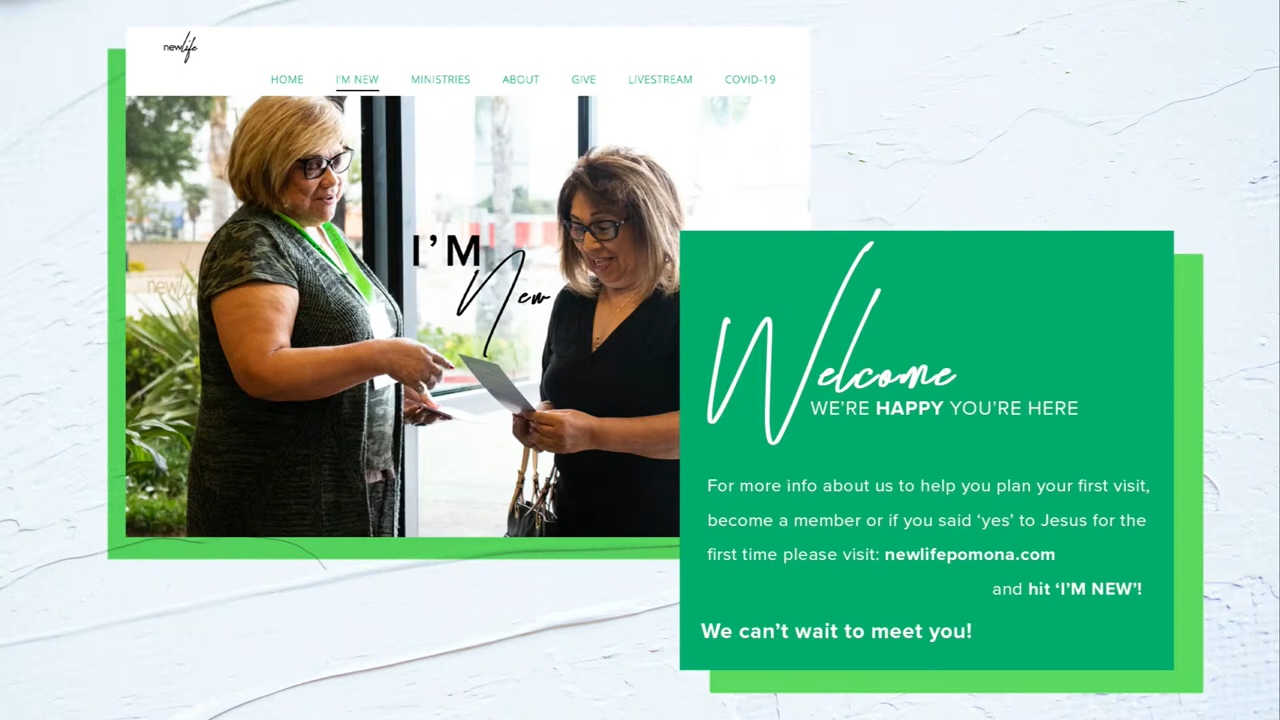 newlife
HOME I'M NEW MINISTRIES ABOUT GIVE LIVESTREAM COVID-19
I'M
New
new
Welcome
WE'RE HAPPY YOU'RE HERE
For more info about us to help you plan your first visit,
become a member or if you said 'yes' to Jesus for the
first time please visit: newlifepomona.com
and hit 'I'M NEW'!
We can't wait to meet you!